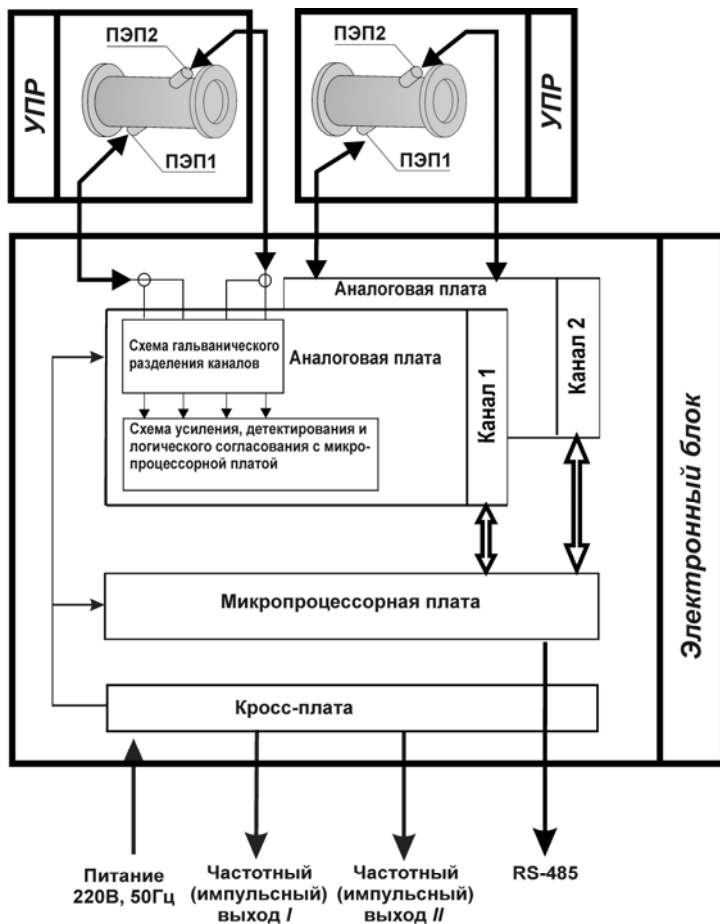 УПР
ПЭП2
ПЭП1
ПЭП2
ПЭП1
УПР
Аналоговая плата
Канал 2
Схема гальванического
разделения каналов
Аналоговая плата
Канал 1
Схема усиления, детектирования и
логического согласования с микро-
процессорной платой
Электронный блок
Микропроцессорная плата
Кросс-плата
Питание
220В, 50Гц
Частотный
(импульсный)
выход I
Частотный
(импульсный)
выход II
RS-485